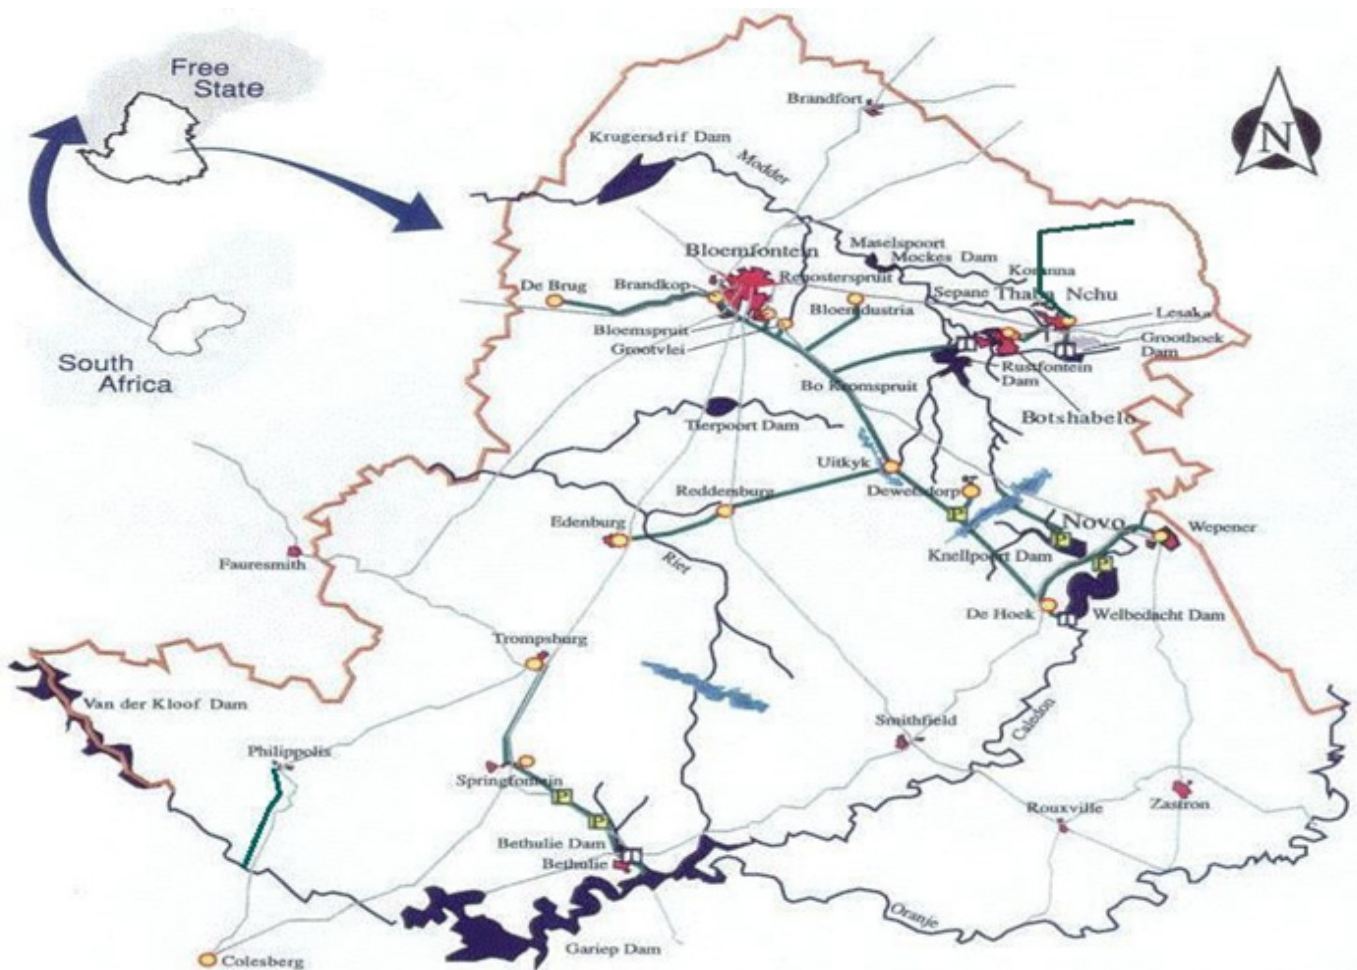 Free
State
N
Brandfort
Krugersdrif Dam
Modder
Bloemfontein
Maselspoort
Mockes Dam
Koranna
De Brug
Brandkop
Renosterspruit
Sepane
Thaba Nchu
Bloemdustria
Lesaka
Bloemspruit
Grootvlei
Groothoek
Dam
Rustfontein
Dam
South
Africa
Bo Kromspruit
Botshabelo
Tierpoort Dam
Uitkyk
Dewetsdorp
Reddersburg
Edenburg
P
Novo
Wepener
Knellpoort Dam
P
P
Fauresmith
Riet
De Hoek
Welbedacht Dam
Trompsburg
Van der Kloof Dam
Smithfield
Caledon
Philippolis
Springfontein
P
Rouxville
Zastron
P
Bethulie Dam
Bethulie
Oranje
Gariep Dam
Colesberg